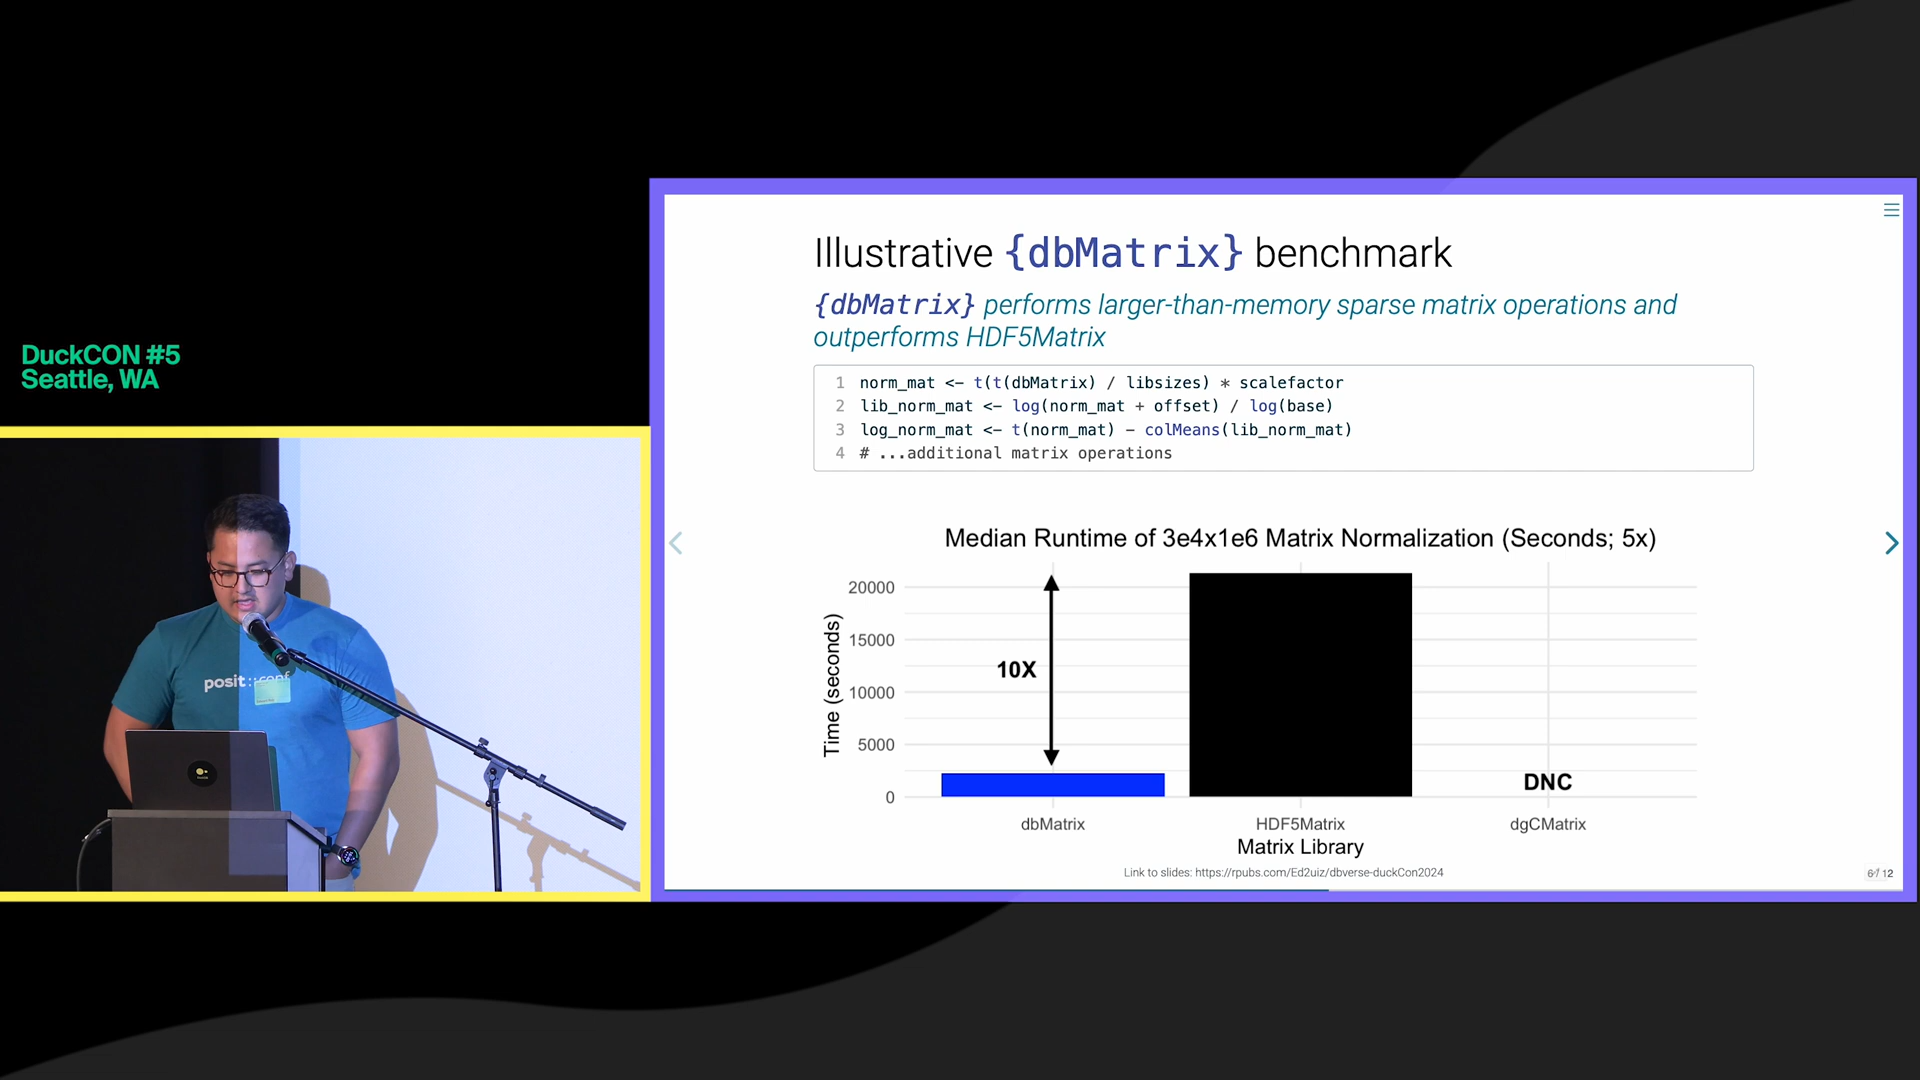 DuckCON #5
Seattle, WA
posit::conf
Illustrative {dbMatrix} benchmark
{dbMatrix} performs larger-than-memory sparse matrix operations and
outperforms HDF5Matrix
1 norm_mat <- t(t(dbMatrix) / libsizes) * scalefactor
2 lib_norm_mat <- log(norm_mat + offset) / log(base)
3 log_norm_mat <- t(norm_mat) - colMeans(lib_norm_mat)
4 # ...additional matrix operations
Median Runtime of 3e4x1e6 Matrix Normalization (Seconds; 5x)
Time (seconds)
20000
15000
10000
5000
0
10X
DNC
dbMatrix HDF5Matrix dgCMatrix
Matrix Library
Link to slides: https://rpubs.com/Ed2uiz/dbverse-duckCon2024
6 / 12